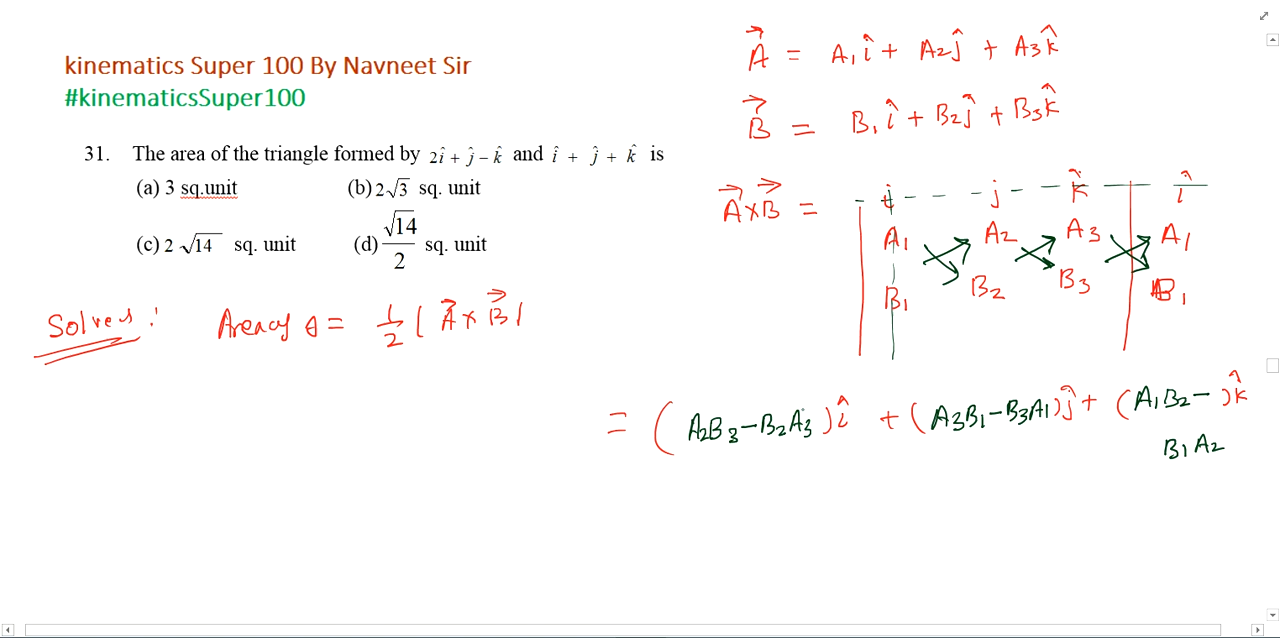 kinematics Super 100 By Navneet Sir
#kinematicsSuper100
31. The area of the triangle formed by 2î + ĵ − k̂ and î + ĵ + k̂ is
(a) 3 sq.unit (b) 2√3 sq. unit
(c) 2 √14 sq. unit (d) √14/2 sq. unit
Solves :
Area of Δ = 1/2 | A⃗ × B⃗ |
A⃗ = A₁î + A₂ĵ + A₃k̂
B⃗ = B₁î + B₂ĵ + B₃k̂
A⃗×B⃗ = î j k̂ î
A₁ A₂ A₃ A₁
B₁ B₂ B₃ B₁
= (A₂B₃−B₂A₃)î + (A₃B₁−B₃A₁)ĵ + (A₁B₂− )k̂
B₁A₂